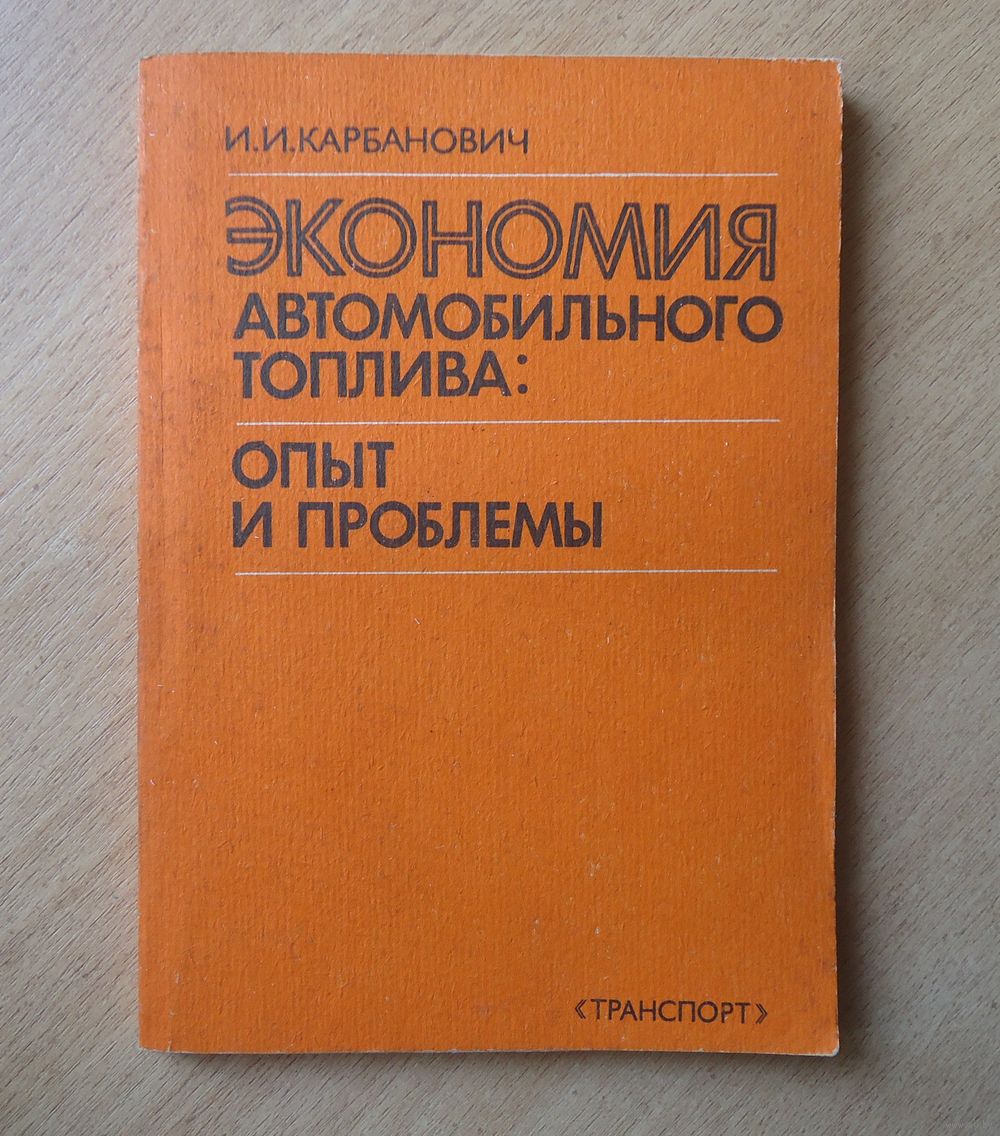 И.И.КАРБАНОВИЧ
ЭКОНОМИЯ
АВТОМОБИЛЬНОГО
ТОПЛИВА:
ОПЫТ
И ПРОБЛЕМЫ
«ТРАНСПОРТ»